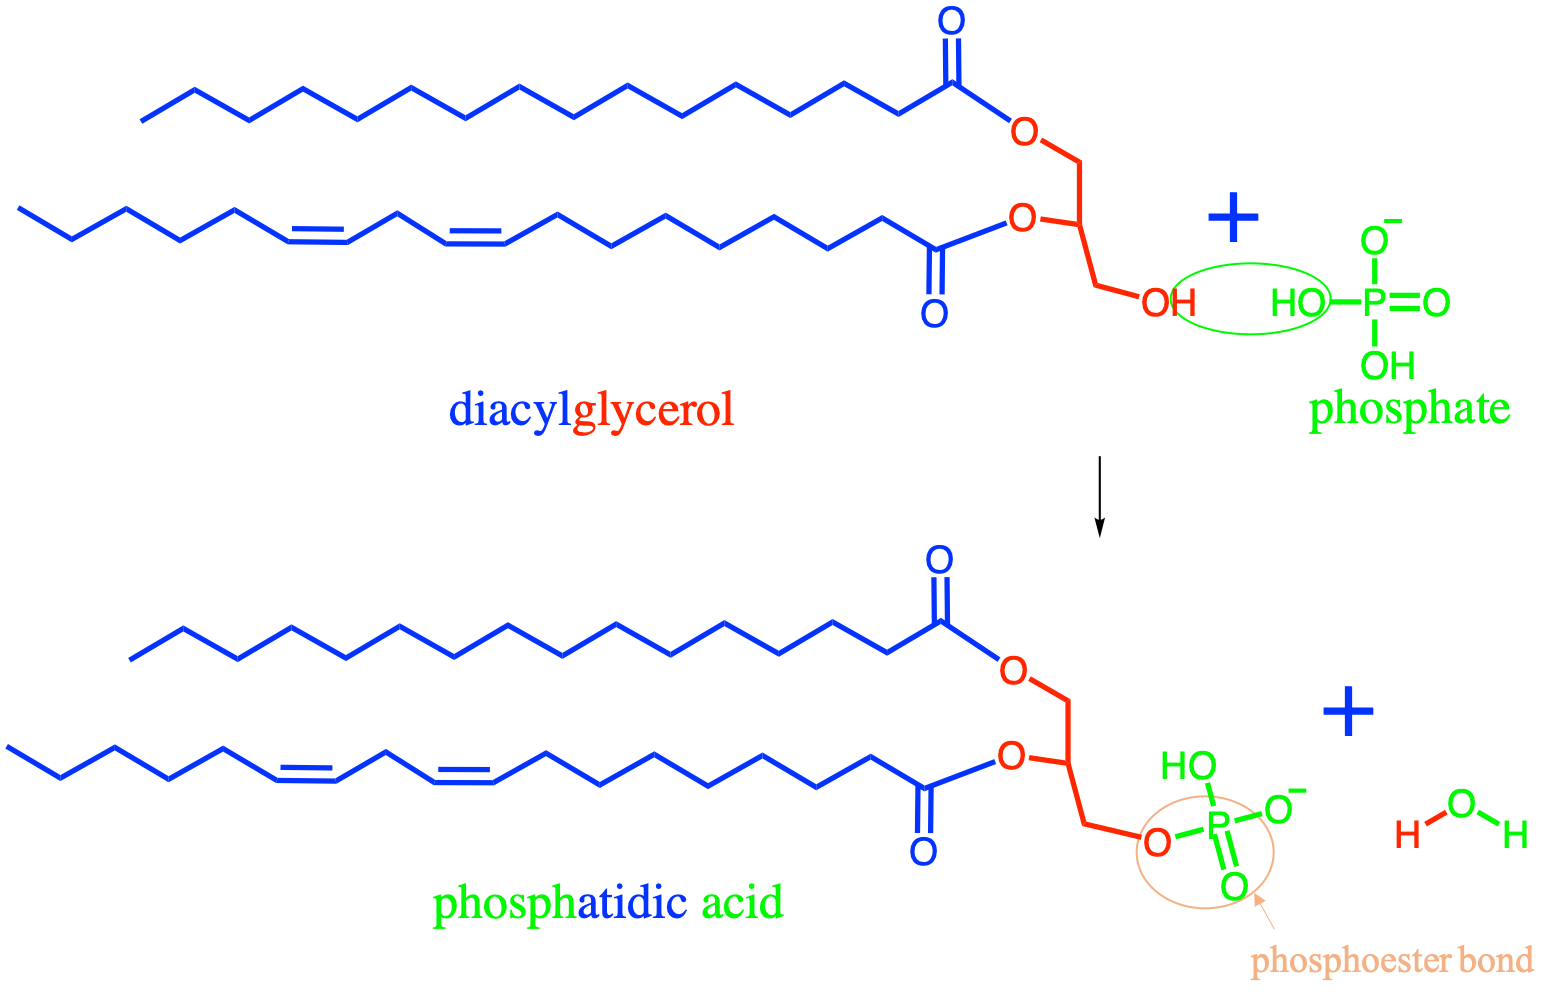 O
O
+
O
O⁻
OH
HO P O
O
OH
diacylglycerol
phosphate
O
O
+
HO
O
O⁻
P
O
O
H H
O
O
phosphatidic acid
phosphoester bond